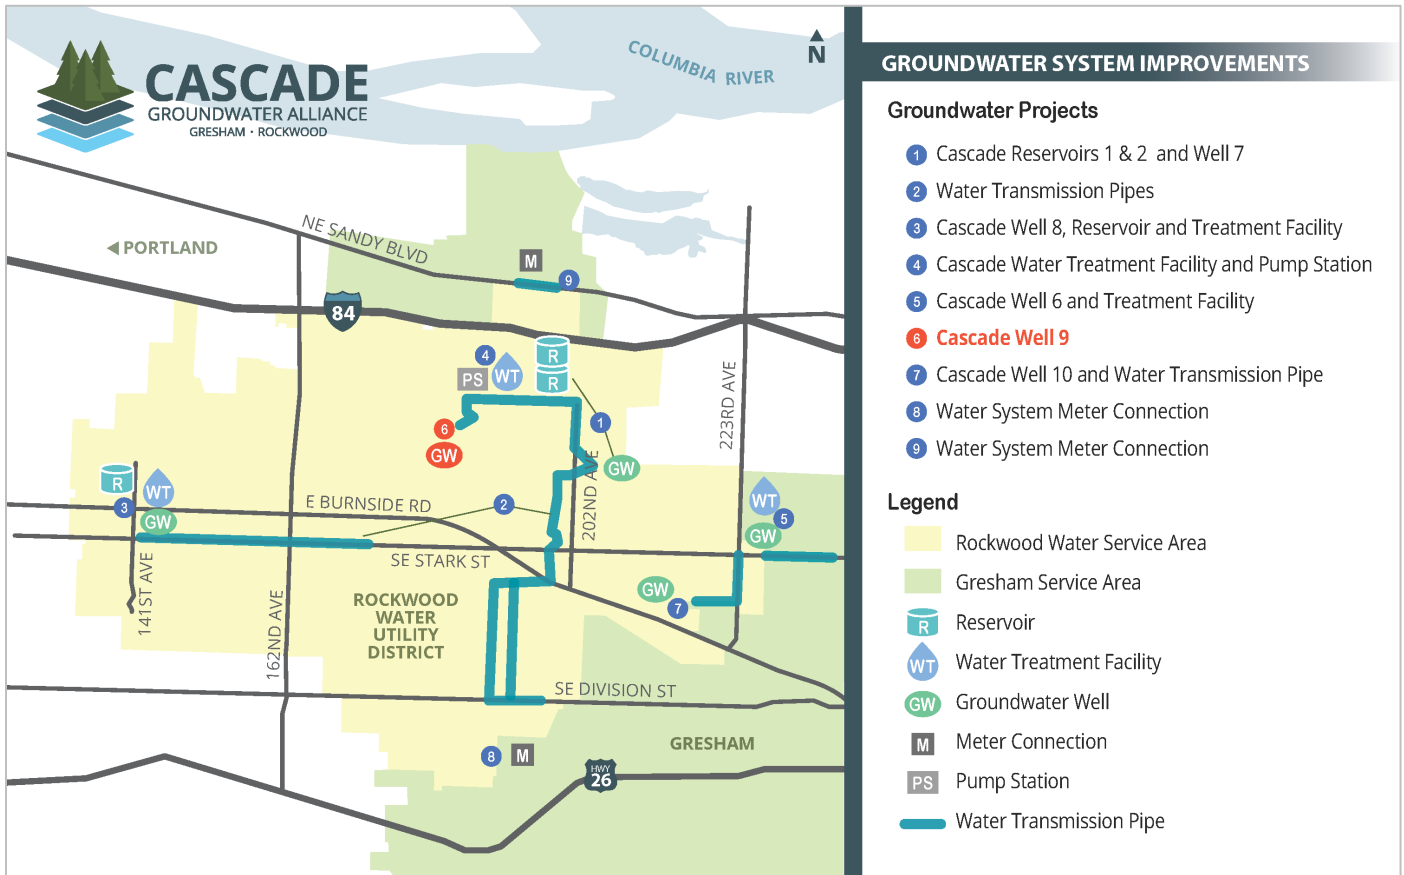 CASCADE
GROUNDWATER ALLIANCE
GRESHAM • ROCKWOOD
COLUMBIA RIVER
N
PORTLAND
NE SANDY BLVD
M
9
84
4
PS
WT
R
R
6
GW
1
GW
223RD AVE
202ND AVE
R
3
WT
GW
E BURNSIDE RD
2
WT
5
GW
SE STARK ST
141ST AVE
162ND AVE
ROCKWOOD
WATER
UTILITY
DISTRICT
GW
7
SE DIVISION ST
8
M
GRESHAM
HWY
26
GROUNDWATER SYSTEM IMPROVEMENTS
Groundwater Projects
1 Cascade Reservoirs 1 & 2 and Well 7
2 Water Transmission Pipes
3 Cascade Well 8, Reservoir and Treatment Facility
4 Cascade Water Treatment Facility and Pump Station
5 Cascade Well 6 and Treatment Facility
6 Cascade Well 9
7 Cascade Well 10 and Water Transmission Pipe
8 Water System Meter Connection
9 Water System Meter Connection
Legend
Rockwood Water Service Area
Gresham Service Area
R Reservoir
WT Water Treatment Facility
GW Groundwater Well
M Meter Connection
PS Pump Station
Water Transmission Pipe